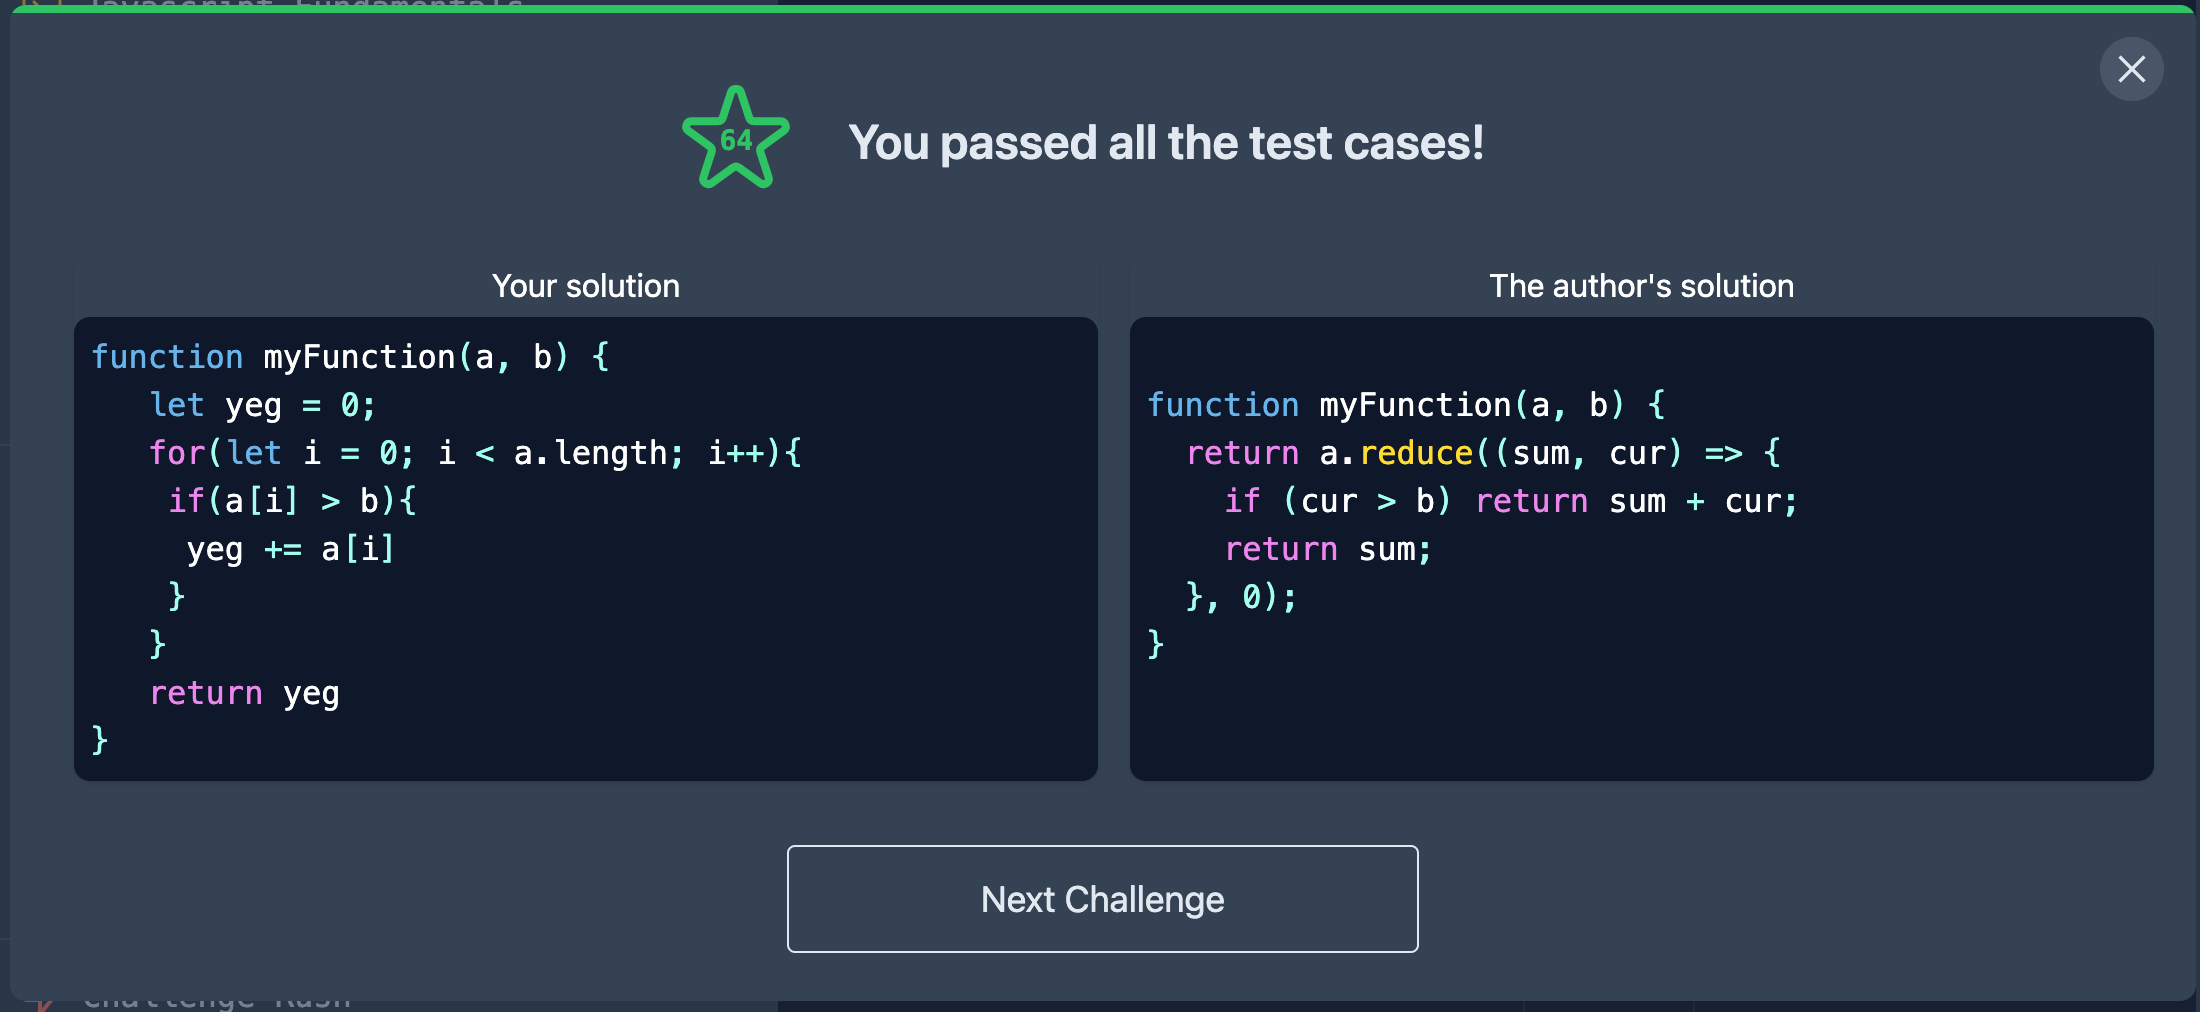 Javascript Fundamentals
64
You passed all the test cases!
Your solution
function myFunction(a, b) {
   let yeg = 0;
   for(let i = 0; i < a.length; i++){
    if(a[i] > b){
     yeg += a[i]
    }
   }
   return yeg
}
The author's solution
function myFunction(a, b) {
  return a.reduce((sum, cur) => {
    if (cur > b) return sum + cur;
    return sum;
  }, 0);
}
Next Challenge
Challenge Rush